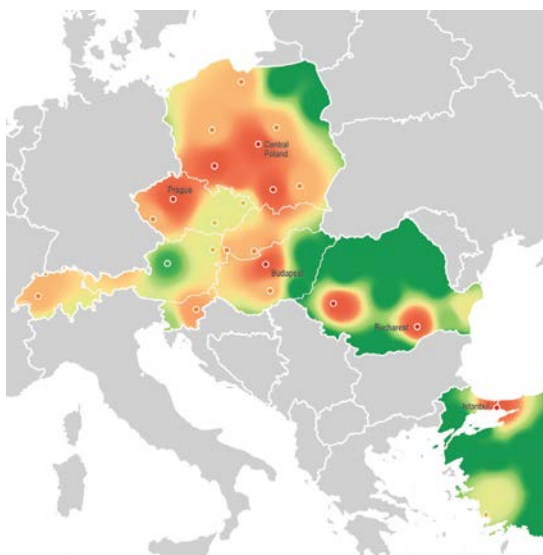 Central
Poland
Prague
Budapest
Bucharest
Istanbul